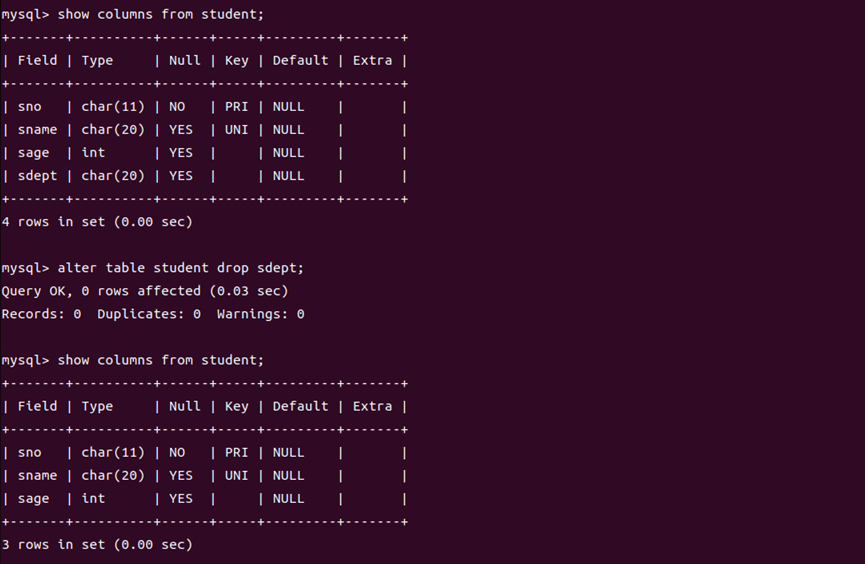 mysql> show columns from student;
+-------+----------+------+-----+---------+-------+
| Field | Type     | Null | Key | Default | Extra |
+-------+----------+------+-----+---------+-------+
| sno   | char(11) | NO   | PRI | NULL    |       |
| sname | char(20) | YES  | UNI | NULL    |       |
| sage  | int      | YES  |     | NULL    |       |
| sdept | char(20) | YES  |     | NULL    |       |
+-------+----------+------+-----+---------+-------+
4 rows in set (0.00 sec)

mysql> alter table student drop sdept;
Query OK, 0 rows affected (0.03 sec)
Records: 0  Duplicates: 0  Warnings: 0

mysql> show columns from student;
+-------+----------+------+-----+---------+-------+
| Field | Type     | Null | Key | Default | Extra |
+-------+----------+------+-----+---------+-------+
| sno   | char(11) | NO   | PRI | NULL    |       |
| sname | char(20) | YES  | UNI | NULL    |       |
| sage  | int      | YES  |     | NULL    |       |
+-------+----------+------+-----+---------+-------+
3 rows in set (0.00 sec)